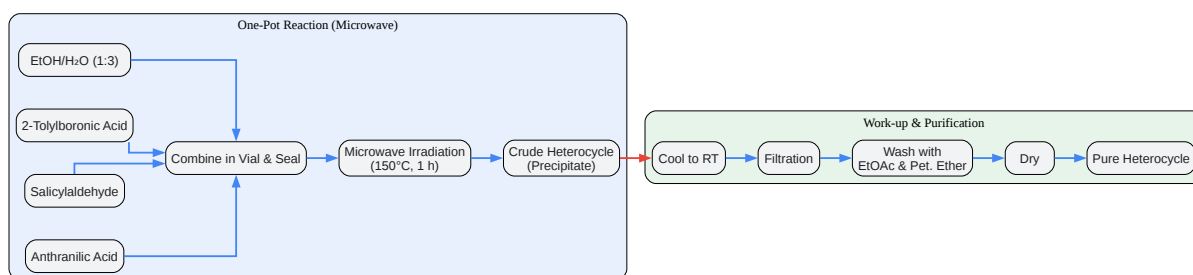 One-Pot Reaction (Microwave)
EtOH/H₂O (1:3)
2-Tolylboronic Acid
Salicylaldehyde
Anthranilic Acid
Combine in Vial & Seal
Microwave Irradiation
(150°C, 1 h)
Crude Heterocycle
(Precipitate)
Work-up & Purification
Cool to RT
Filtration
Wash with
EtOAc & Pet. Ether
Dry
Pure Heterocycle